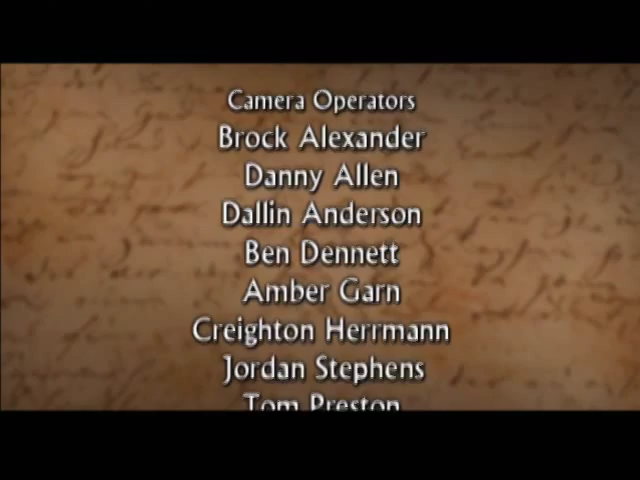 Camera Operators
Brock Alexander
Danny Allen
Dallin Anderson
Ben Dennett
Amber Garn
Creighton Herrmann
Jordan Stephens
Tom Preston